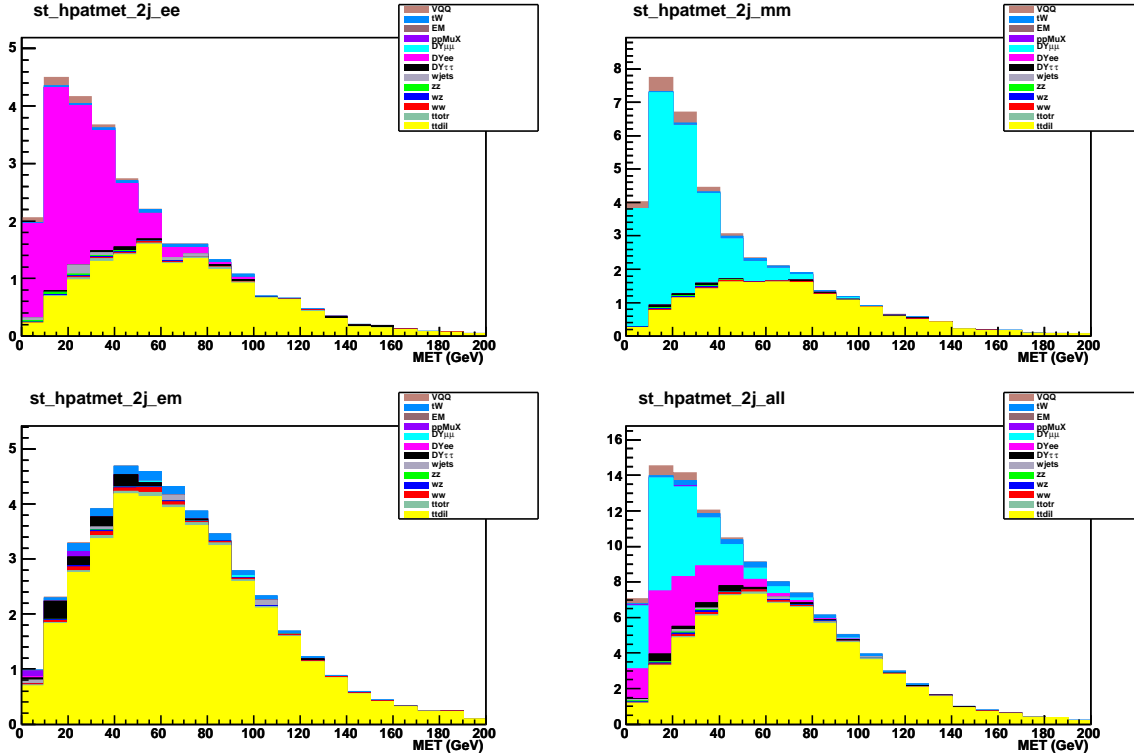 st_hpatmet_2j_ee
VQQ
tW
EM
ppMuX
DYμμ
DYee
DYττ
wjets
zz
wz
ww
ttotr
ttdil
5
4
3
2
1
0
0 20 40 60 80 100 120 140 160 180 200
MET (GeV)
st_hpatmet_2j_mm
VQQ
tW
EM
ppMuX
DYμμ
DYee
DYττ
wjets
zz
wz
ww
ttotr
ttdil
8
7
6
5
4
3
2
1
0
0 20 40 60 80 100 120 140 160 180 200
MET (GeV)
st_hpatmet_2j_em
VQQ
tW
EM
ppMuX
DYμμ
DYee
DYττ
wjets
zz
wz
ww
ttotr
ttdil
5
4
3
2
1
0
0 20 40 60 80 100 120 140 160 180 200
MET (GeV)
st_hpatmet_2j_all
VQQ
tW
EM
ppMuX
DYμμ
DYee
DYττ
wjets
zz
wz
ww
ttotr
ttdil
16
14
12
10
8
6
4
2
0
0 20 40 60 80 100 120 140 160 180 200
MET (GeV)